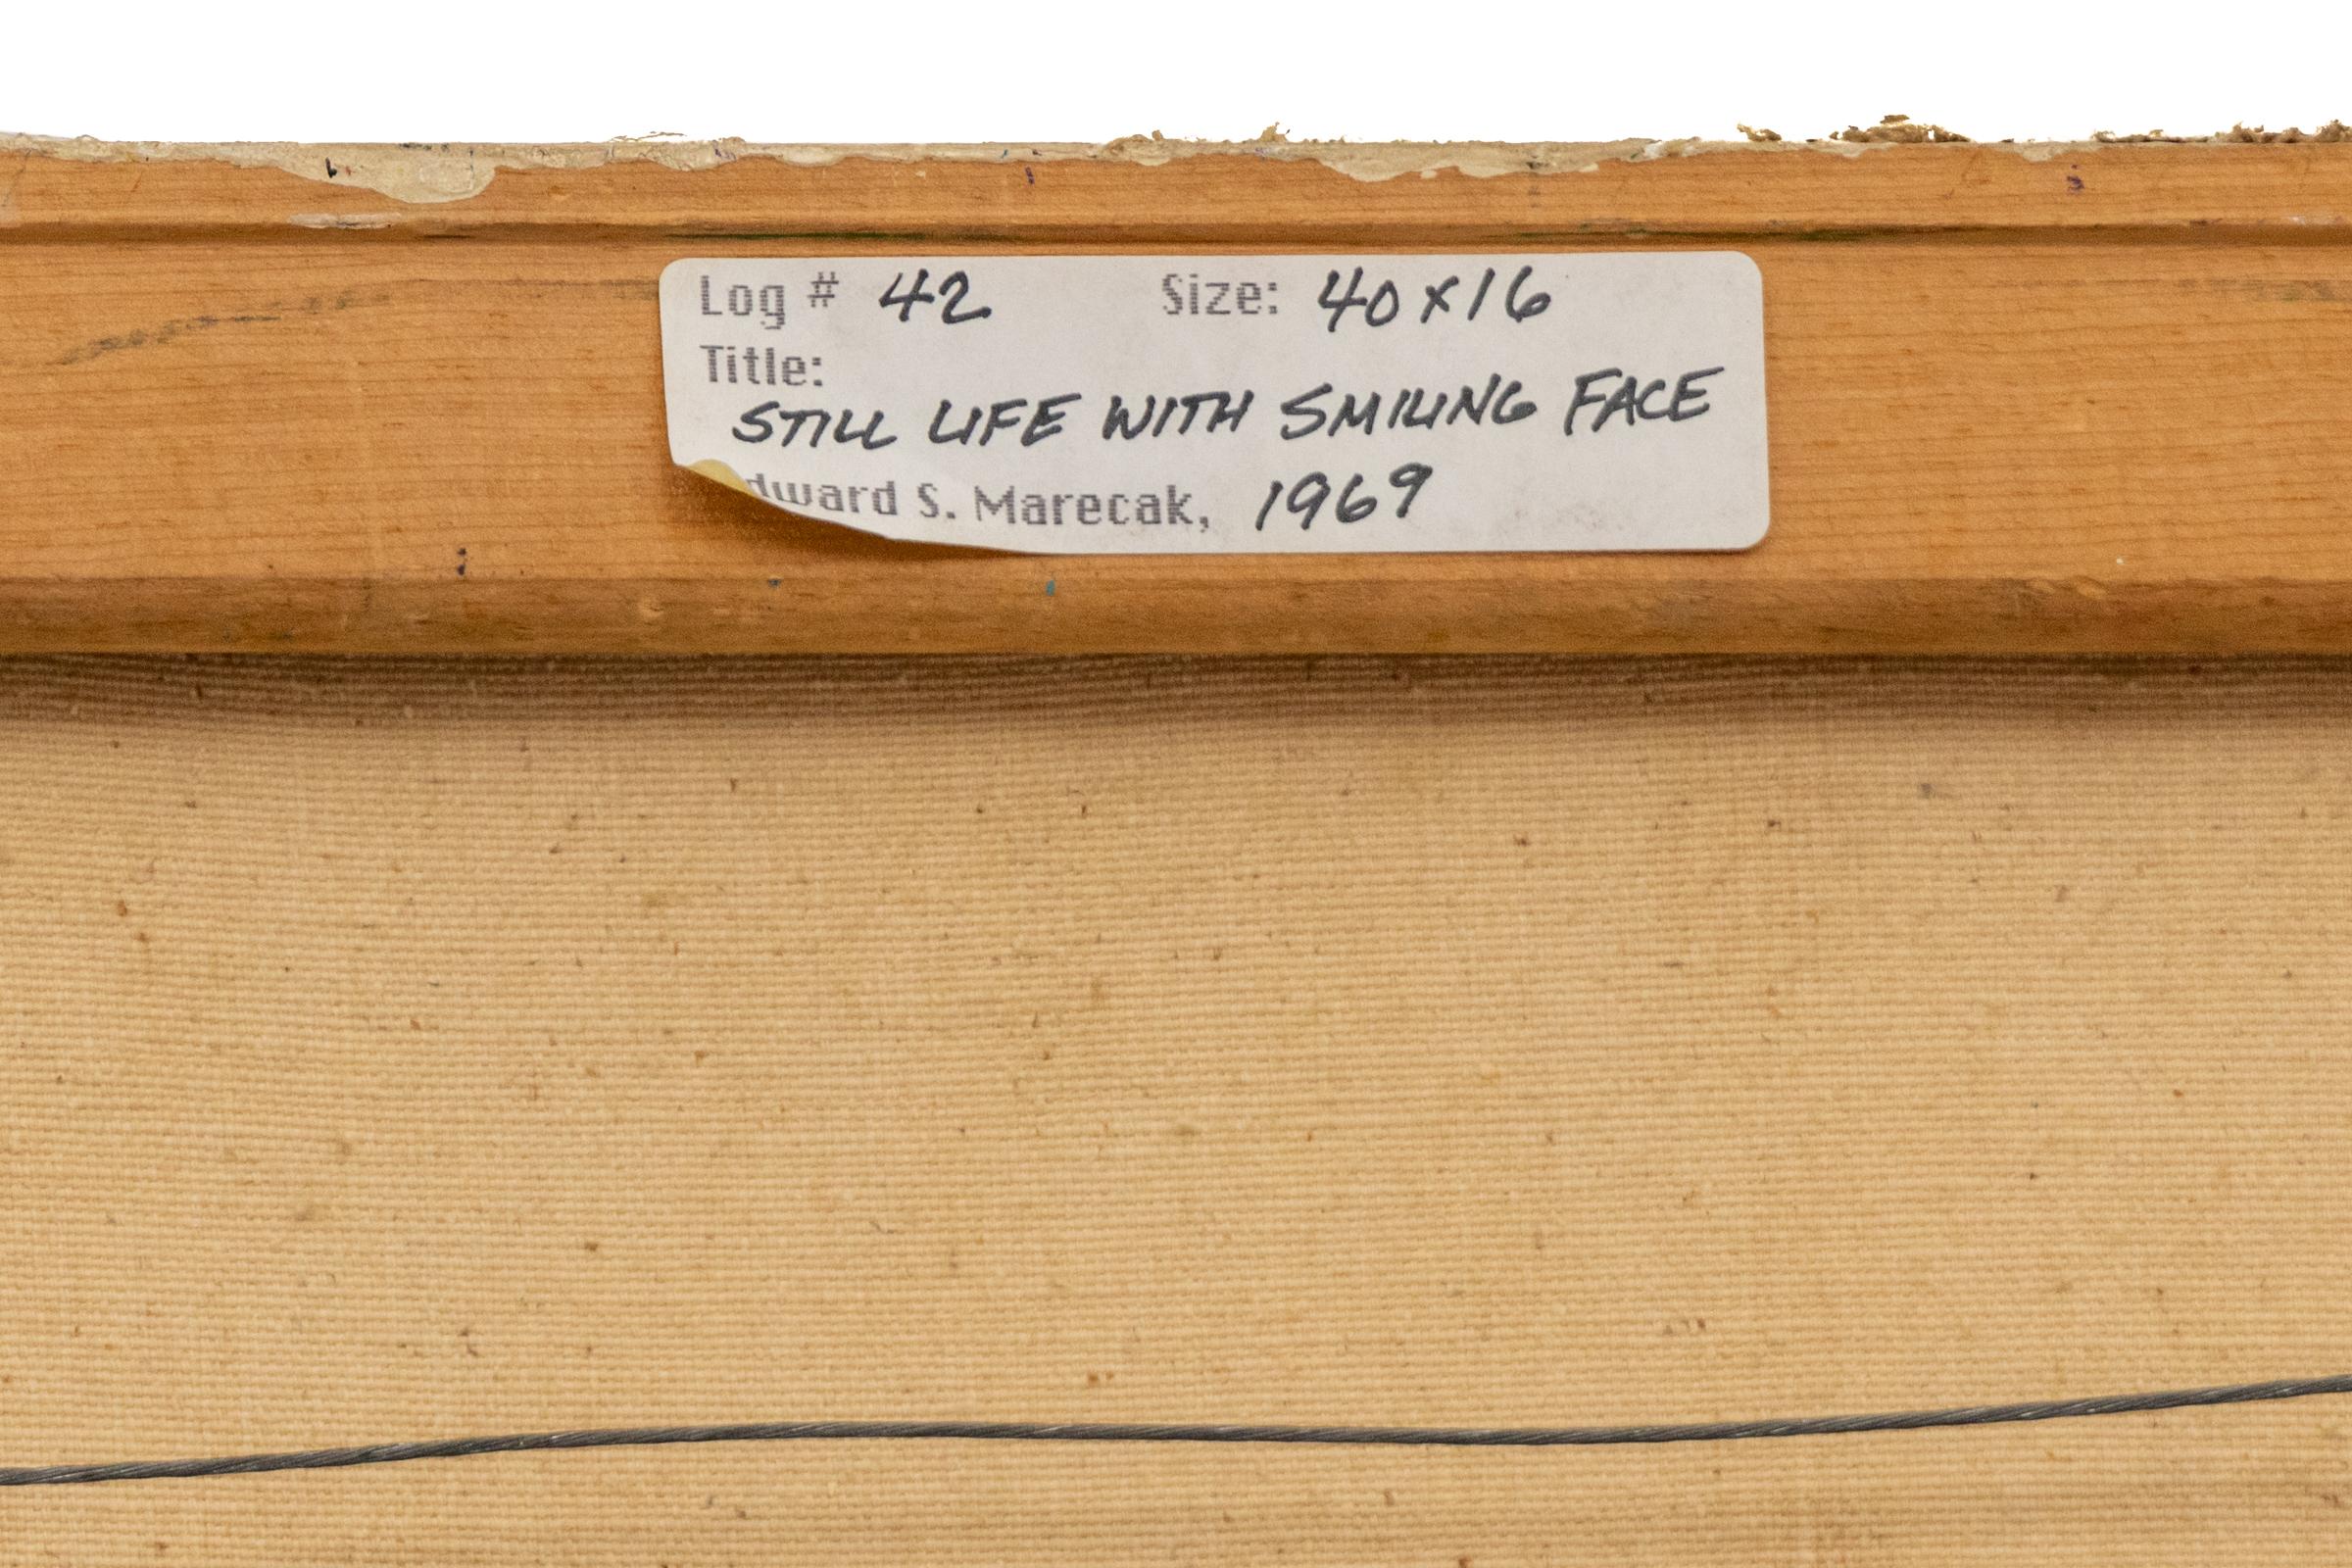 Log # 42 Size: 40x16
Title:
STILL LIFE WITH SMILING FACE
dward S. Marecak, 1969